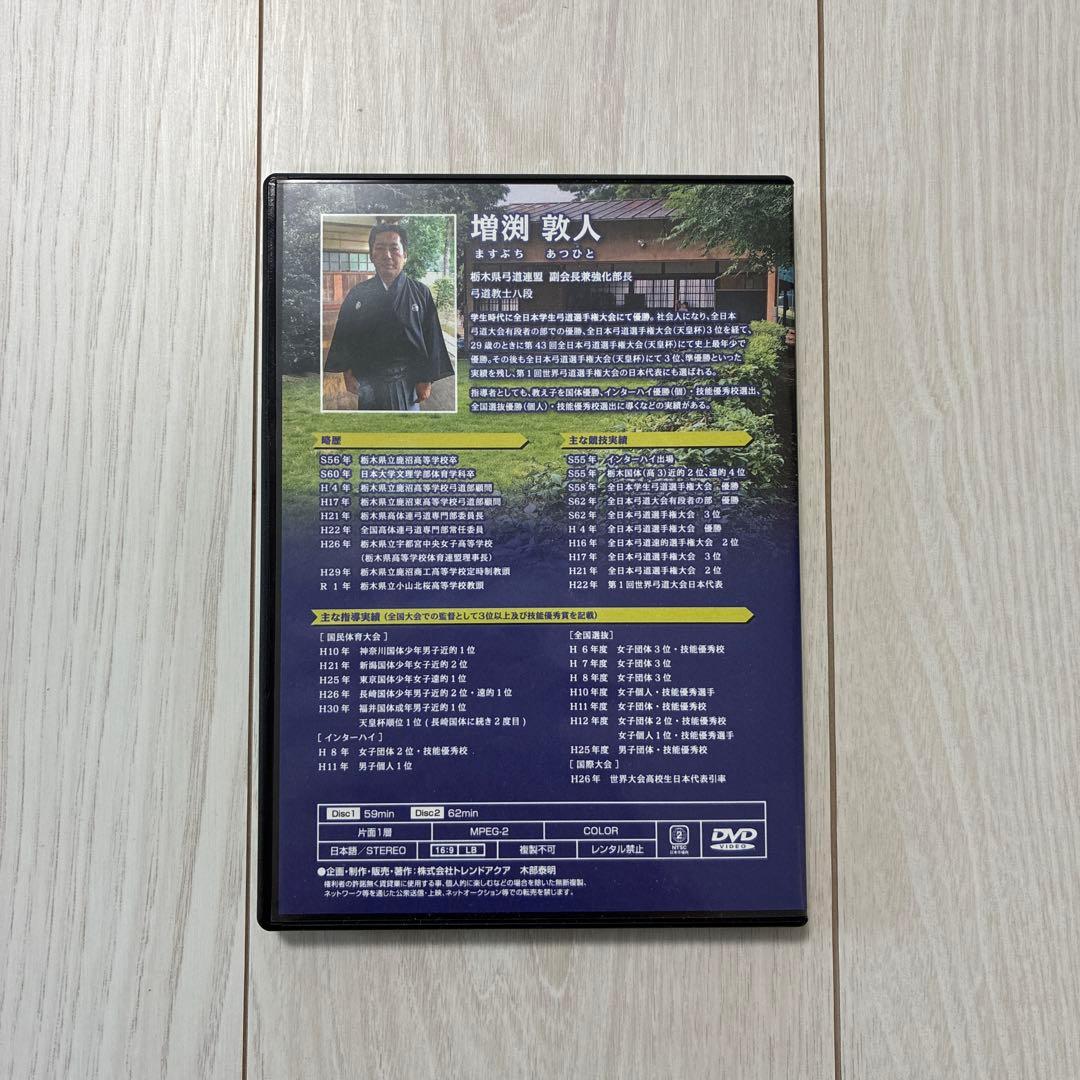 増渕 敦人
ますぶち あつひと
栃木県弓道連盟 副会長兼強化部長
弓道教士八段
学生時代に全日本学生弓道選手権大会にて優勝。社会人になり、全日本
弓道大会有段者の部での優勝、全日本弓道選手権大会(天皇杯)3位を経て、
29歳のときに第43回全日本弓道選手権大会(天皇杯)にて史上最年少で
優勝。その後も全日本弓道選手権大会(天皇杯)にて3位、準優勝といった
実績を残し、第1回世界弓道選手権大会の日本代表にも選ばれる。
指導者としても、教え子を国体優勝、インターハイ優勝(個)・技能優秀校選出、
全国選抜優勝(個人)・技能優秀校選出に導くなどの実績がある。
略歴
S56年 栃木県立鹿沼高等学校卒
S60年 日本大学文理学部体育学科卒
H 4年 栃木県立鹿沼高等学校弓道部顧問
H17年 栃木県立鹿沼東高等学校弓道部顧問
H21年 栃木県高体連弓道専門部委員長
H22年 全国高体連弓道専門部常任委員
H26年 栃木県立宇都宮中央女子高等学校
(栃木県高等学校体育連盟理事長)
H29年 栃木県立鹿沼商工高等学校定時制教頭
R 1年 栃木県立小山北桜高等学校教頭
主な競技実績
S55年 インターハイ出場
S55年 栃木国体(高3)近的2位、遠的4位
S58年 全日本学生弓道選手権大会 優勝
S62年 全日本弓道大会有段者の部 優勝
S62年 全日本弓道選手権大会 3位
H 4年 全日本弓道選手権大会 優勝
H16年 全日本弓道遠的選手権大会 2位
H17年 全日本弓道選手権大会 3位
H21年 全日本弓道選手権大会 2位
H22年 第1回世界弓道大会日本代表
主な指導実績(全国大会での監督として3位以上及び技能優秀賞を記載)
[国民体育大会]
H10年 神奈川国体少年男子近的1位
H21年 新潟国体少年女子近的2位
H25年 東京国体少年女子遠的1位
H26年 長崎国体少年男子近的2位・遠的1位
H30年 福井国体成年男子近的1位
天皇杯順位1位(長崎国体に続き2度目)
[インターハイ]
H 8年 女子団体2位・技能優秀校
H11年 男子個人1位
[全国選抜]
H 6年度 女子団体3位・技能優秀校
H 7年度 女子団体3位
H 8年度 女子団体3位
H10年度 女子個人・技能優秀選手
H11年度 女子団体・技能優秀校
H12年度 女子団体2位・技能優秀校
女子個人1位・技能優秀選手
H25年度 男子団体・技能優秀校
[国際大会]
H26年 世界大会高校生日本代表引率
Disc1 59min Disc2 62min
片面1層 MPEG-2 COLOR
日本語/STEREO 16:9 LB 複製不可 レンタル禁止
2 NTSC 日本市場向
DVD VIDEO
●企画・制作・販売・著作:株式会社トレンドアクア 木部泰明
権利者の許諾無く賃貸業に使用する事、個人的に楽しむなどの場合を除いた無断複製、
ネットワーク等を通じた公衆送信・上映、ネットオークション等での転売を禁じます。